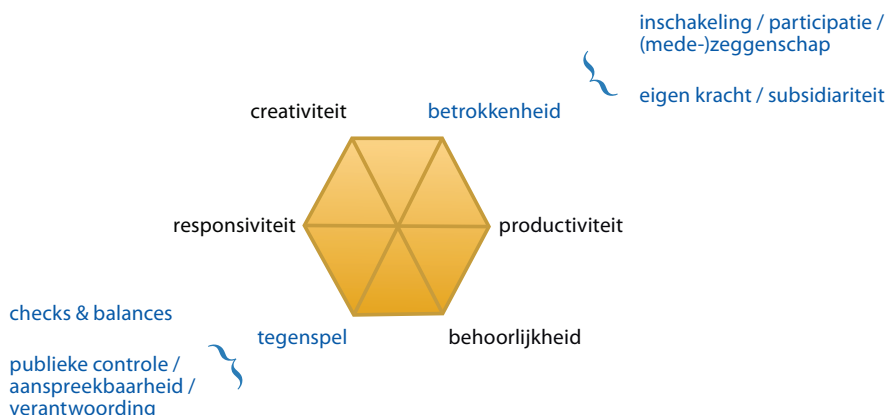 inschakeling / participatie /
(mede-)zeggenschap
eigen kracht / subsidiariteit
creativiteit
betrokkenheid
responsiviteit
productiviteit
checks & balances
tegenspel
behoorlijkheid
publieke controle /
aanspreekbaarheid /
verantwoording